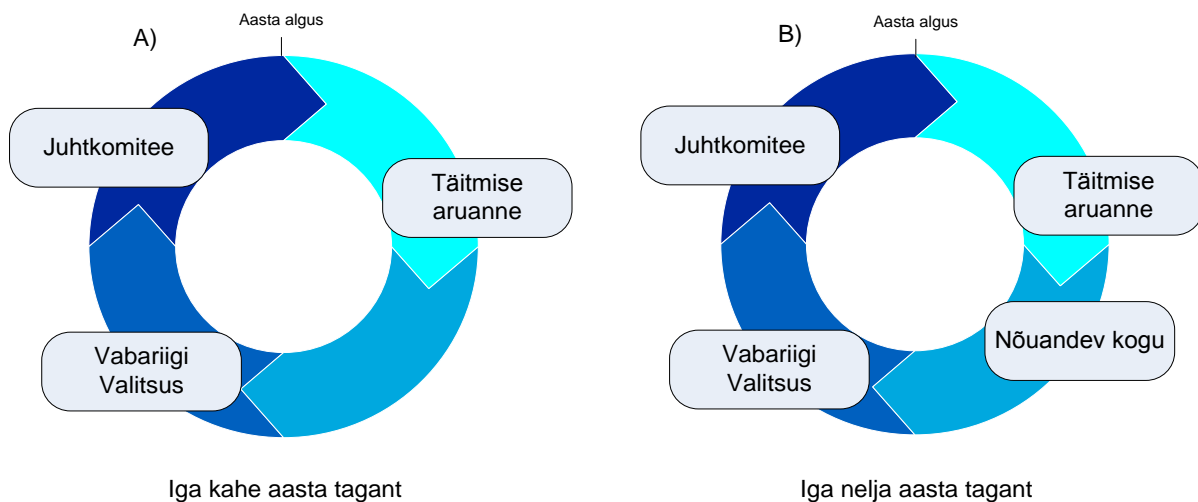 A)
Aasta algus
Juhtkomitee
Täitmise
aruanne
Vabariigi
Valitsus
Iga kahe aasta tagant
B)
Aasta algus
Juhtkomitee
Täitmise
aruanne
Nõuandev kogu
Vabariigi
Valitsus
Iga nelja aasta tagant